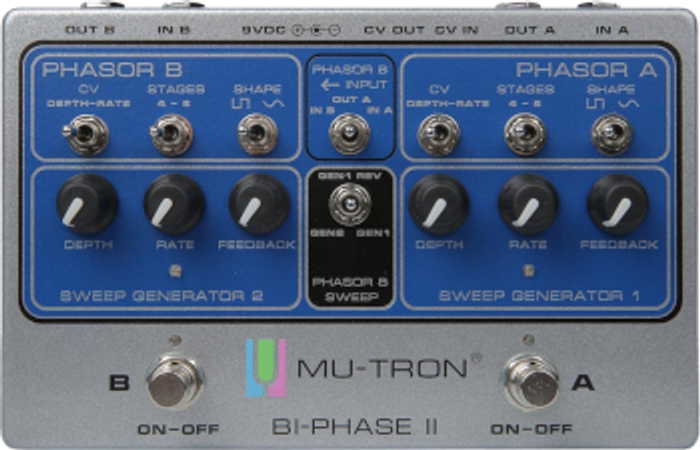 OUT B IN B 9VDC CV OUT CV IN OUT A IN A
PHASOR B
CV STAGES SHAPE
DEPTH-RATE 4-6
PHASOR B
← INPUT
OUT A
IN B IN A
PHASOR A
CV STAGES SHAPE
DEPTH-RATE 4-6
DEPTH RATE FEEDBACK
SWEEP GENERATOR 2
GEN1 REV
GEN2 GEN1
PHASOR B
SWEEP
DEPTH RATE FEEDBACK
SWEEP GENERATOR 1
MU-TRON®
B A
ON-OFF BI-PHASE II ON-OFF